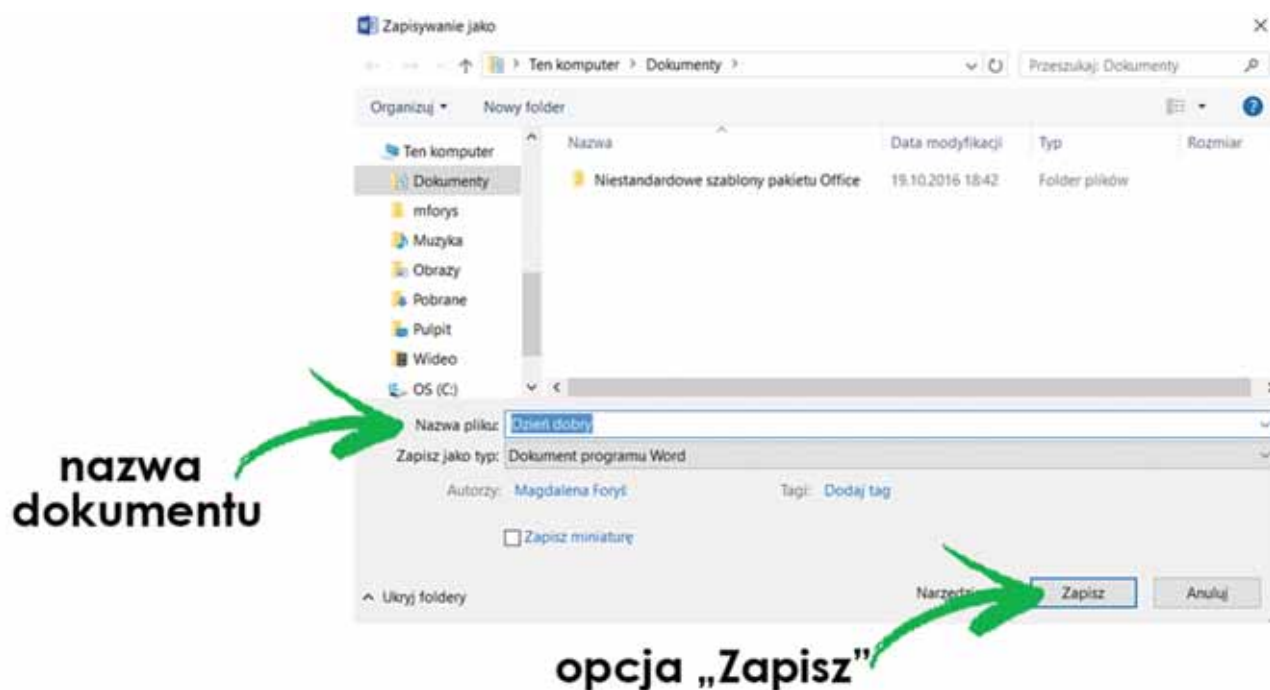 Zapisywanie jako
Ten komputer > Dokumenty >
Przeszukaj: Dokumenty
Organizuj
Nowy folder
Nazwa
Data modyfikacji
Typ
Rozmiar
Ten komputer
Niestandardowe szablony pakietu Office
19.10.2016 18:42
Folder plików
Dokumenty
mforys
Muzyka
Obrazy
Pobrane
Pulpit
Wideo
OS (C:)
Nazwa pliku: Dzień dobry
Zapisz jako typ: Dokument programu Word
Autorzy: Magdalena Foryś
Tagi: Dodaj tag
Zapisz miniaturę
Ukryj foldery
Zapisz
Anuluj
nazwa
dokumentu
opcja „Zapisz”